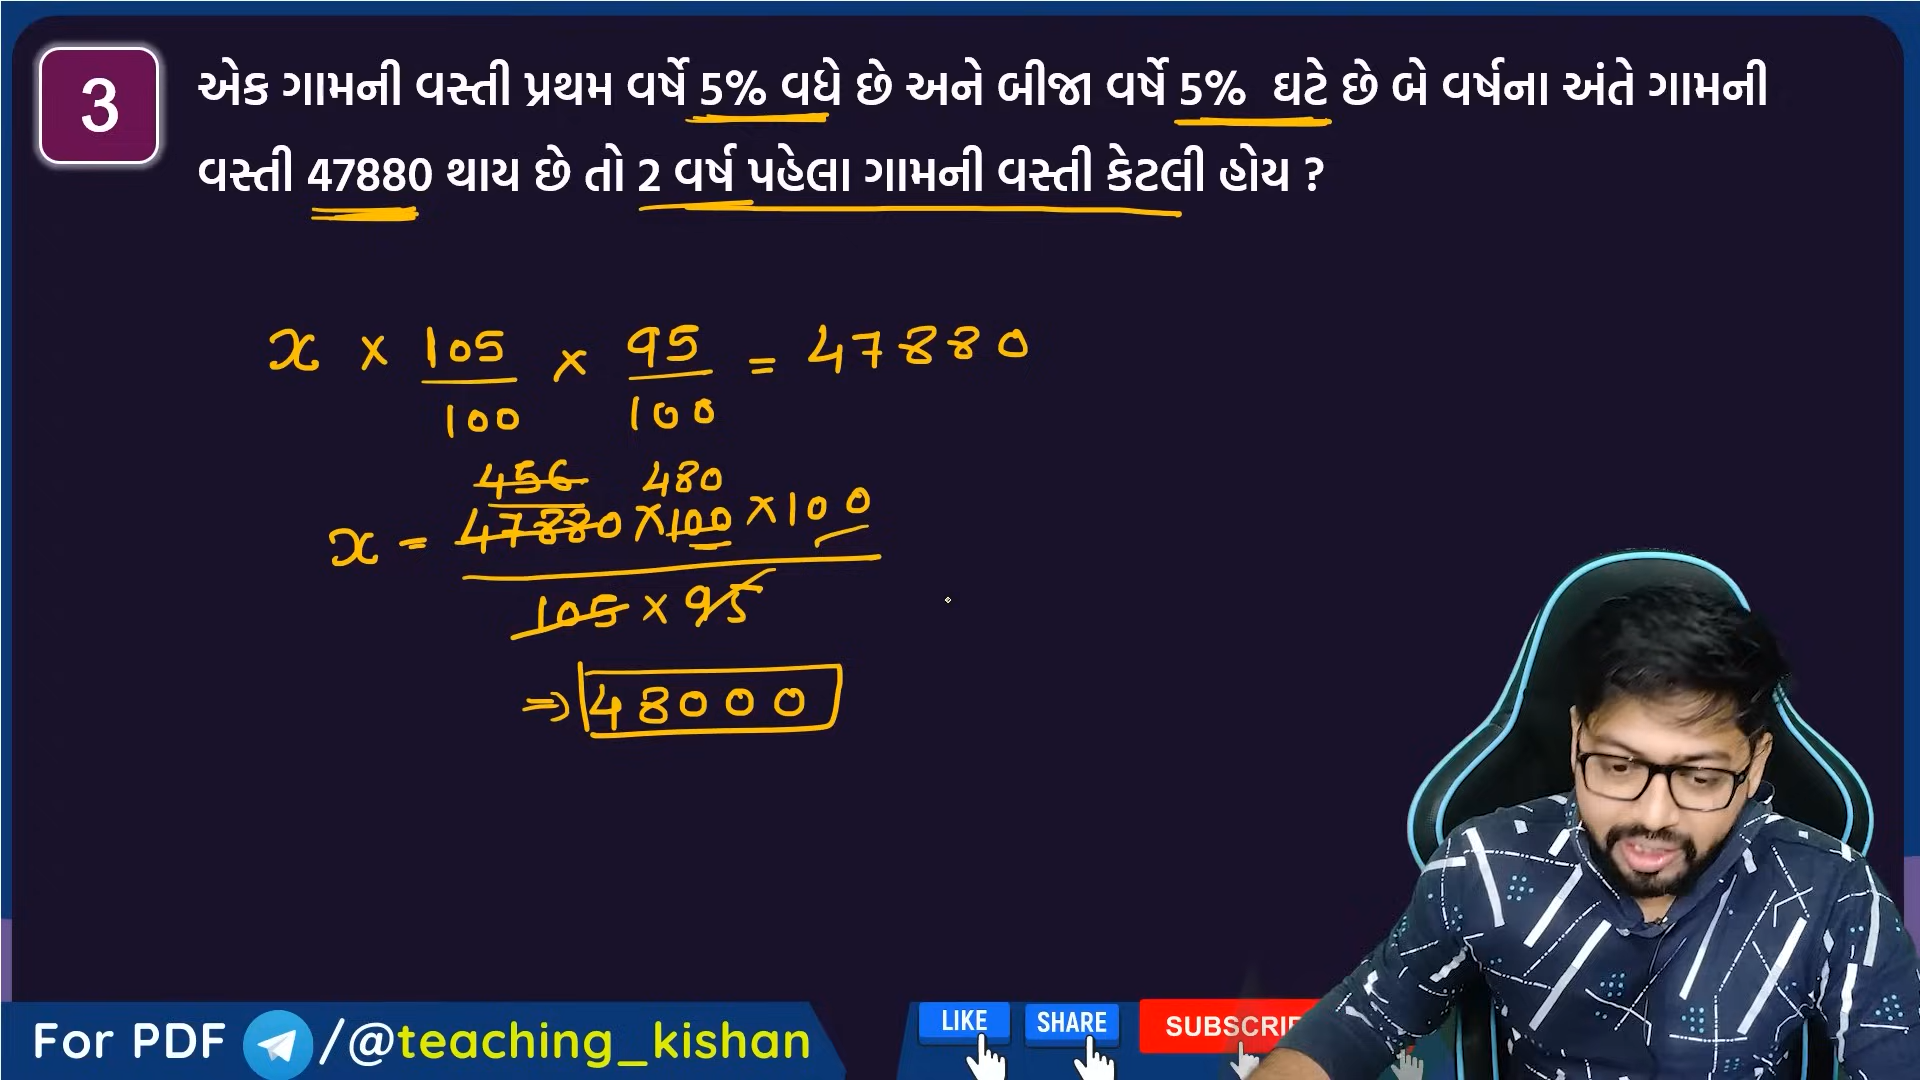 3
એક ગામની વસ્તી પ્રથમ વર્ષે 5% વધે છે અને બીજા વર્ષે 5% ઘટે છે બે વર્ષના અંતે ગામની
વસ્તી 47880 થાય છે તો 2 વર્ષ પહેલા ગામની વસ્તી કેટલી હોય ?
x × 105/100 × 95/100 = 47880
456 480
x = 47880 × 100 × 100
105 × 95
⇒ 48000
For PDF /@teaching_kishan
LIKE SHARE